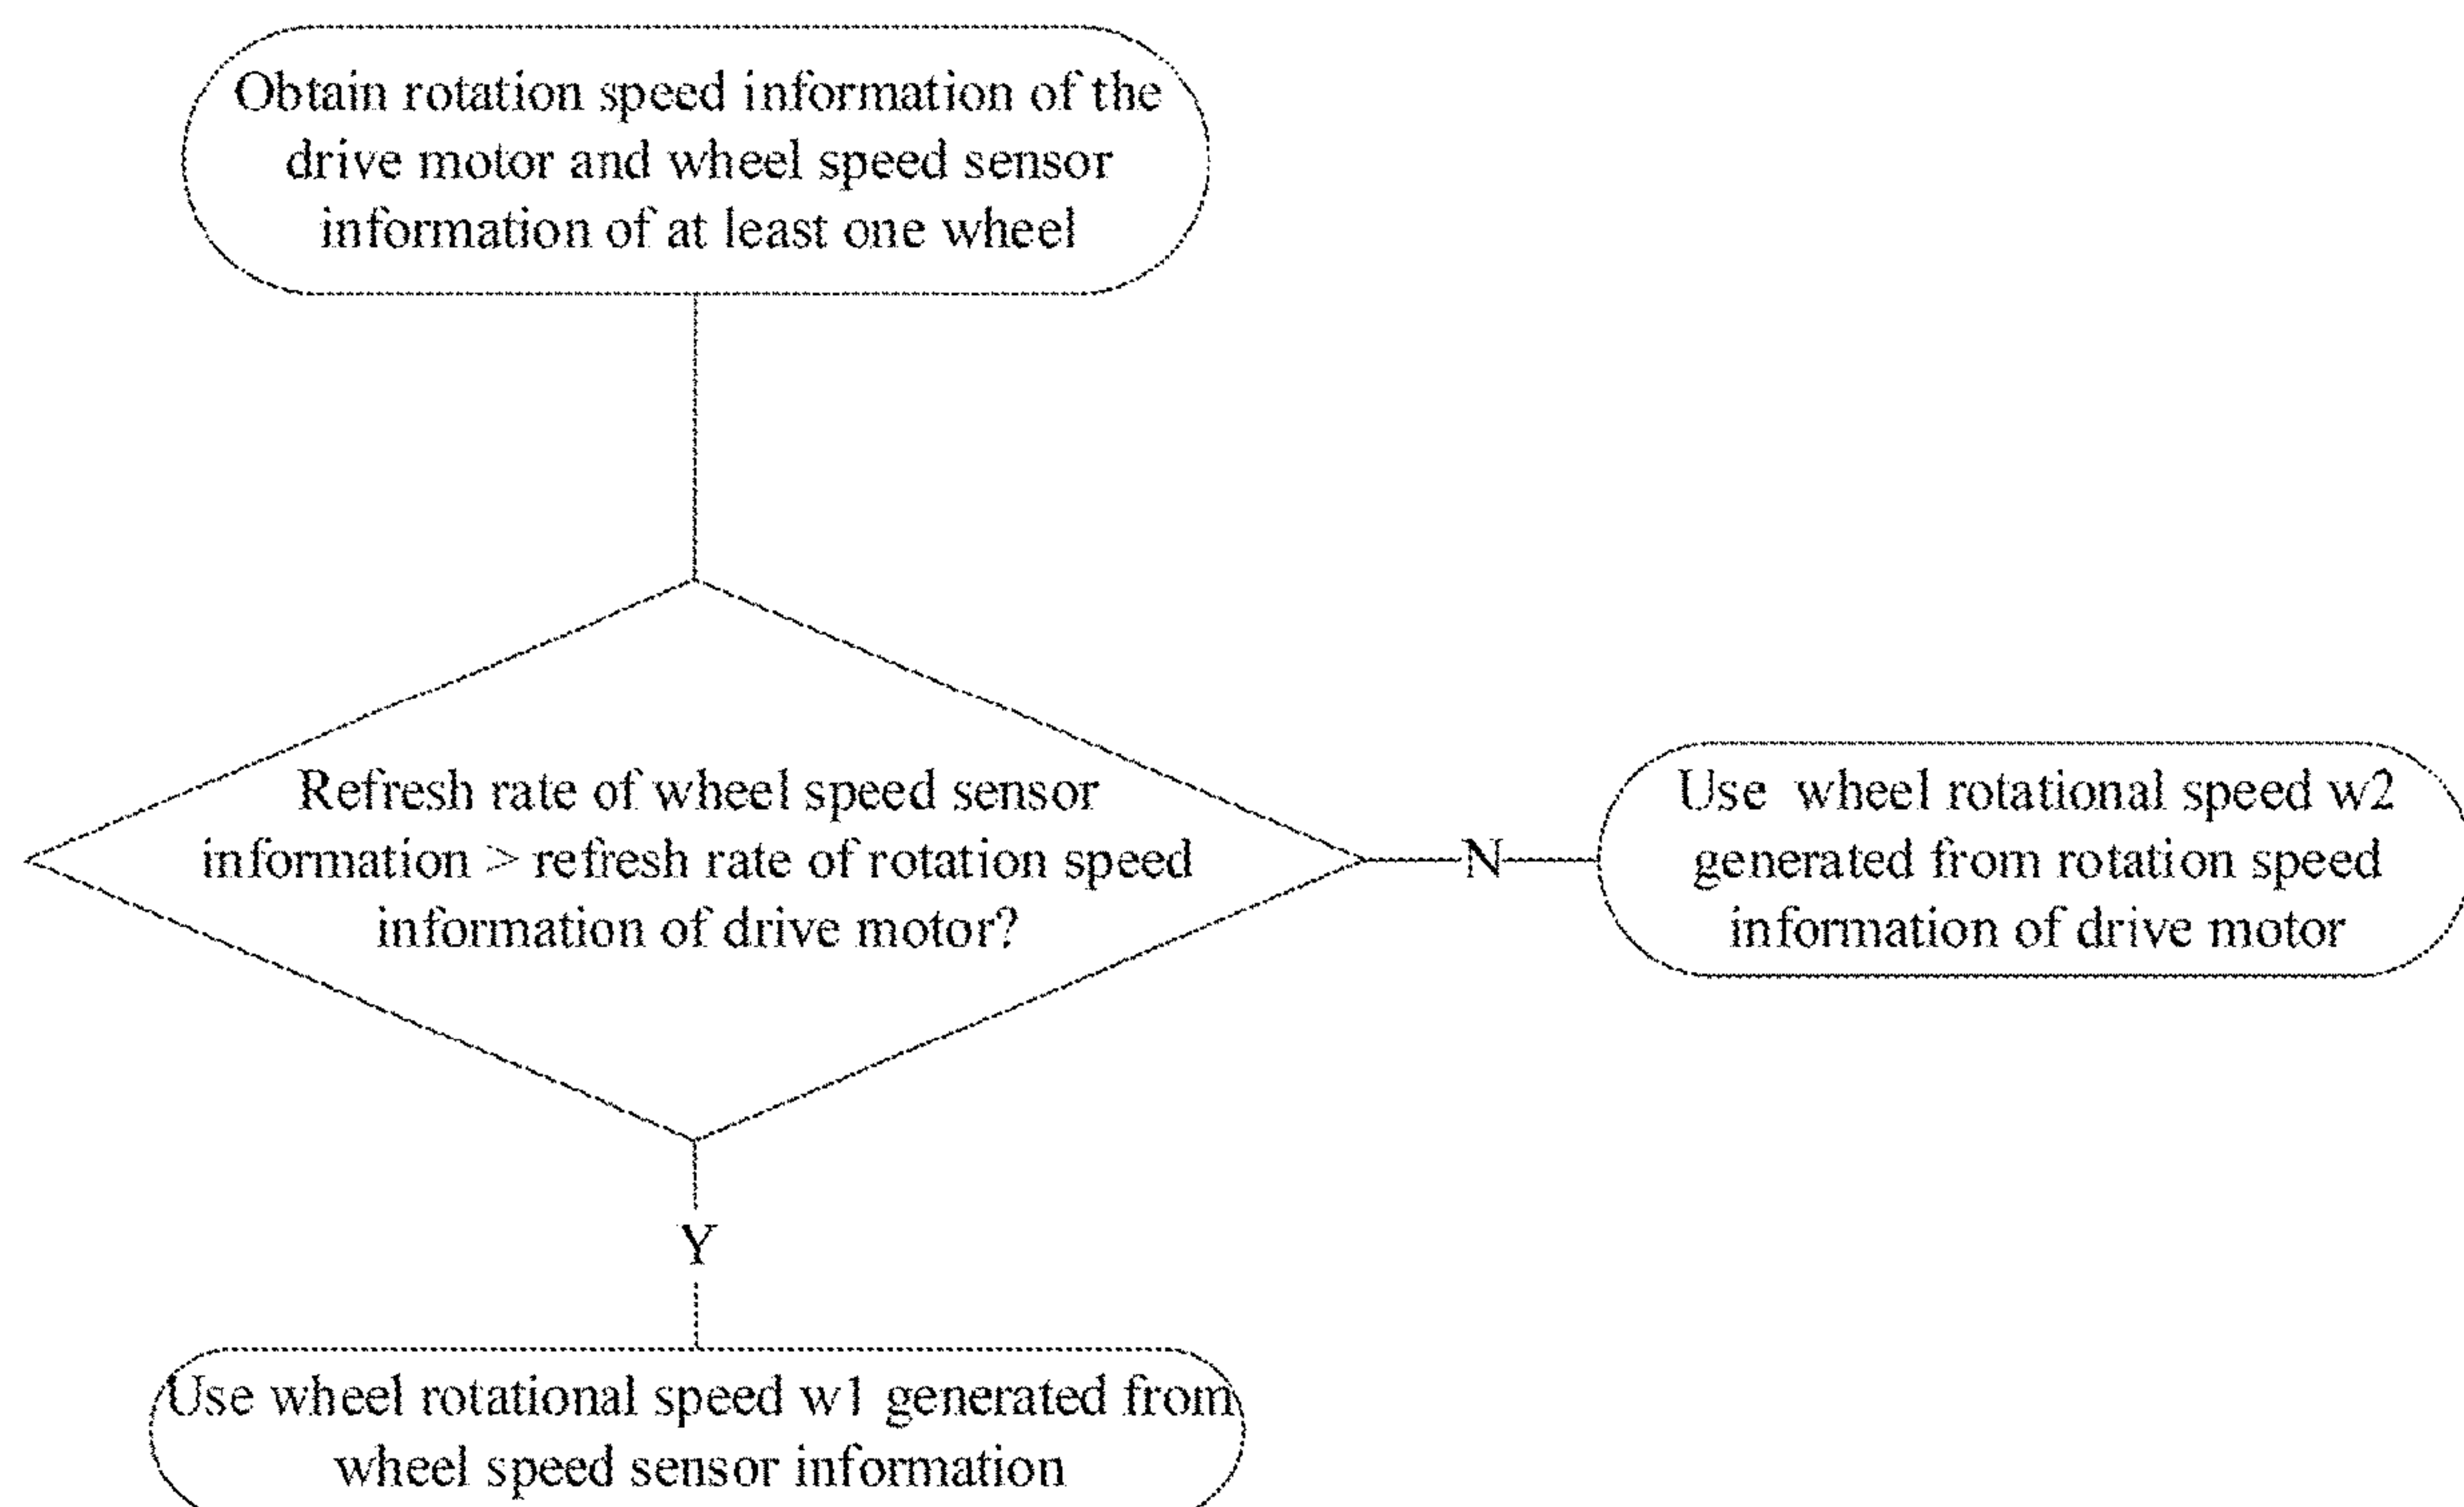 Obtain rotation speed information of the
drive motor and wheel speed sensor
information of at least one wheel
Refresh rate of wheel speed sensor
information > refresh rate of rotation speed
information of drive motor?
N
Use wheel rotational speed w2
generated from rotation speed
information of drive motor
Y
Use wheel rotational speed w1 generated from
wheel speed sensor information